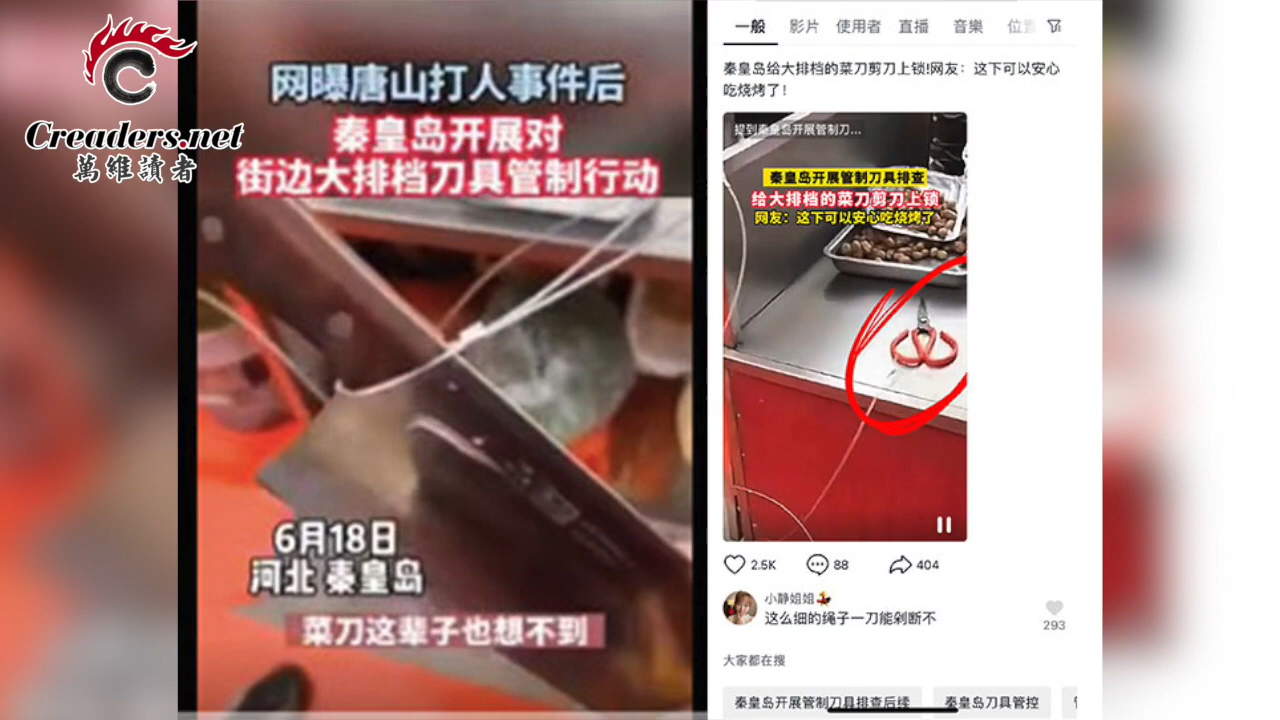 Creaders.net
萬維讀者
网曝唐山打人事件后
秦皇岛开展对
街边大排档刀具管制行动
6月18日
河北 秦皇岛
菜刀这辈子也想不到
一般 影片 使用者 直播 音樂 位置
秦皇岛给大排档的菜刀剪刀上锁!网友：这下可以安心
吃烧烤了！
提到秦皇岛开展管制刀...
秦皇岛开展管制刀具排查
给大排档的菜刀剪刀上锁
网友：这下可以安心吃烧烤了
2.5K 88 404
小静姐姐
这么细的绳子一刀能剁断不
293
大家都在搜
秦皇岛开展管制刀具排查后续 秦皇岛刀具管控